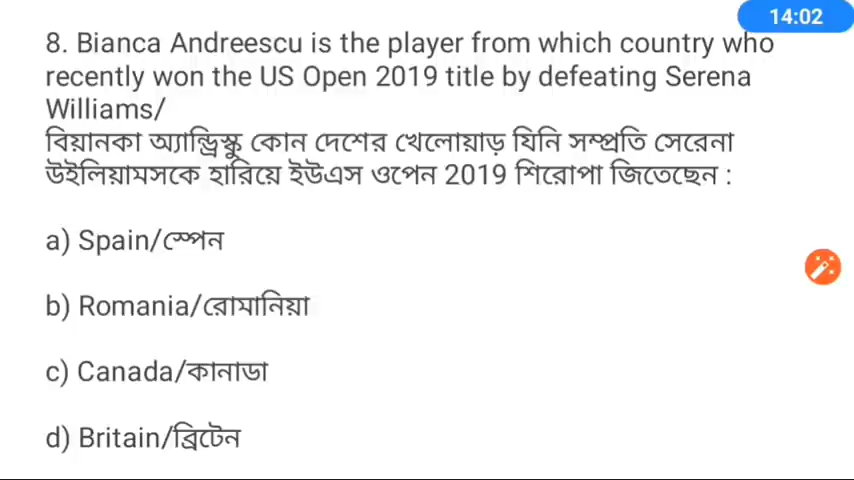 14:02
8. Bianca Andreescu is the player from which country who
recently won the US Open 2019 title by defeating Serena
Williams/
বিয়ানকা অ্যান্ড্রিস্কু কোন দেশের খেলোয়াড় যিনি সম্প্রতি সেরেনা
উইলিয়ামসকে হারিয়ে ইউএস ওপেন 2019 শিরোপা জিতেছেন :
a) Spain/স্পেন
b) Romania/রোমানিয়া
c) Canada/কানাডা
d) Britain/ব্রিটেন